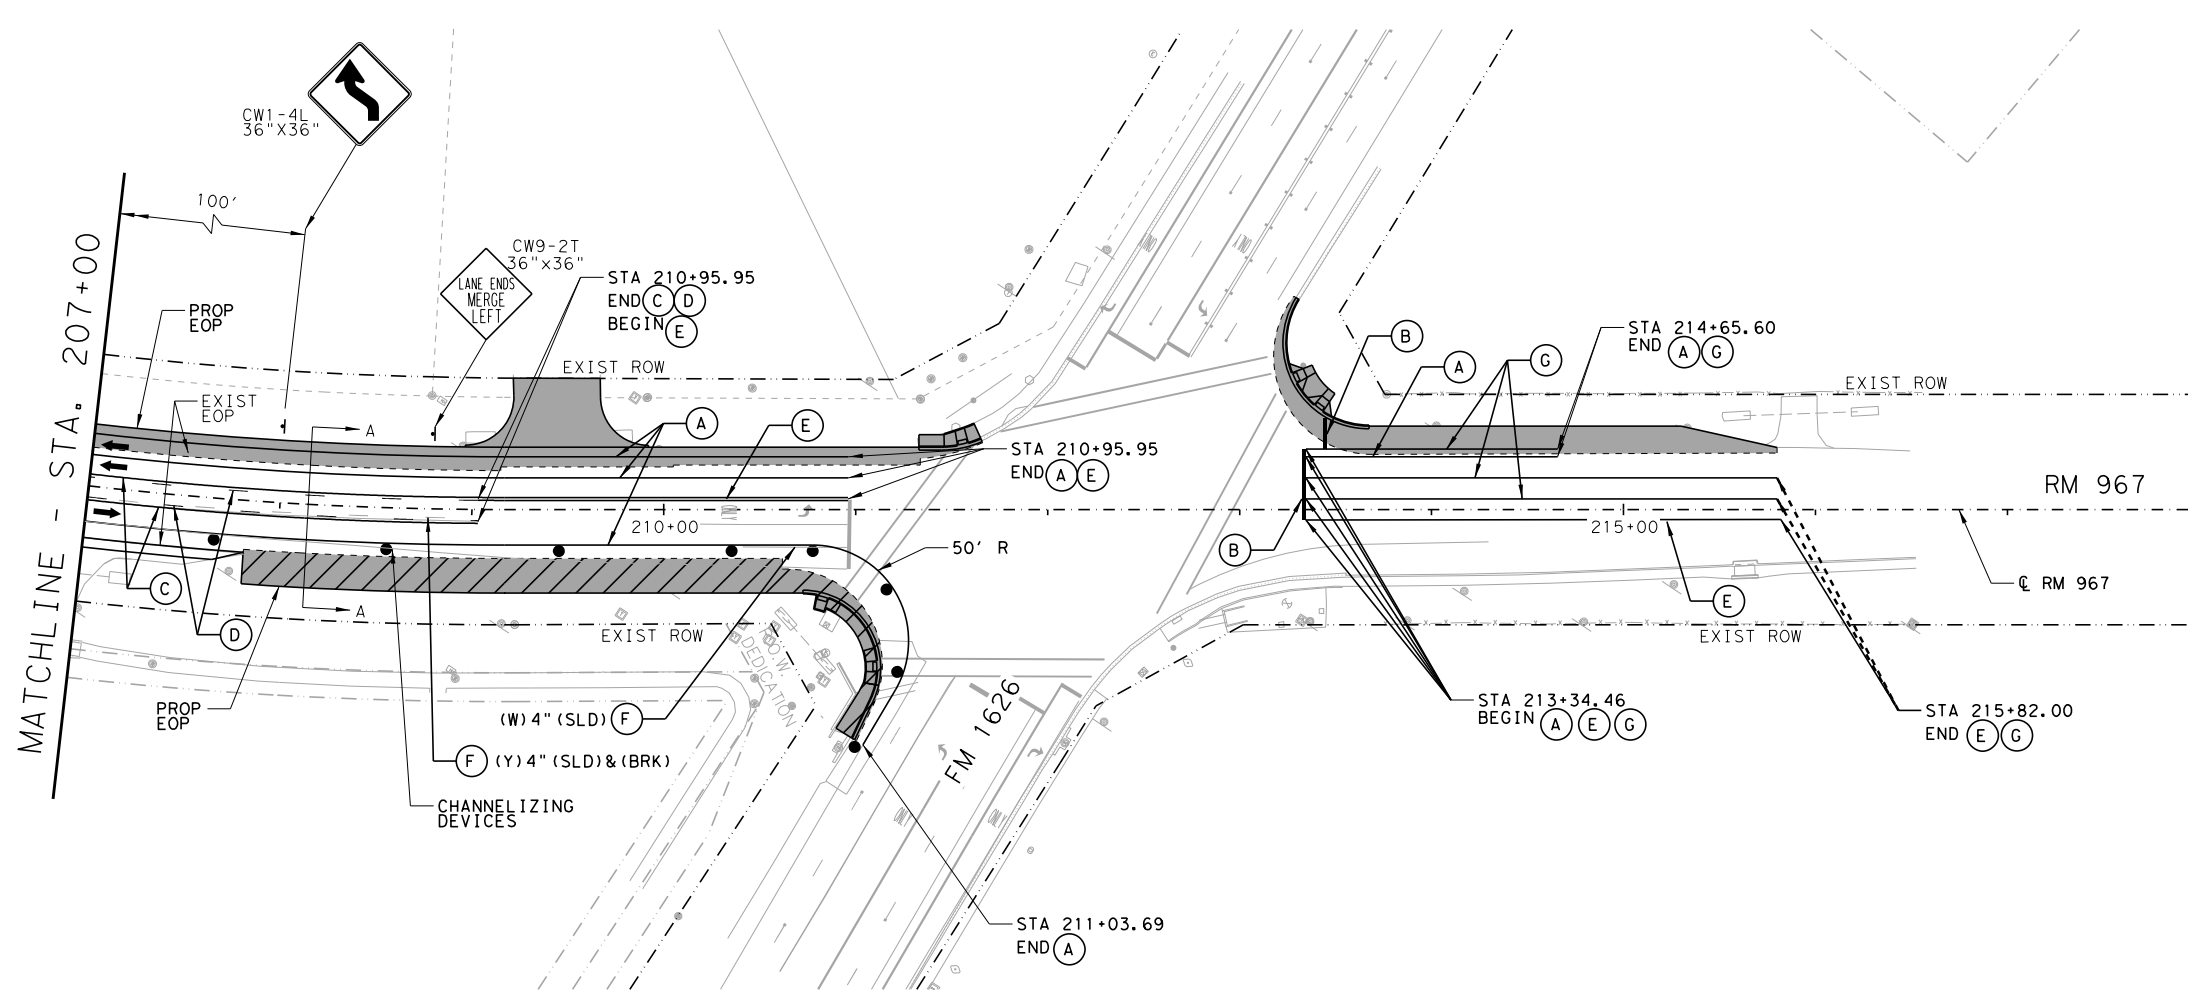 CW1-4L
36"X36"
100'
CW9-2T
36"x36"
LANE ENDS
MERGE
LEFT
STA 210+95.95
END C D
BEGIN E
PROP
EOP
EXIST ROW
EXIST
EOP
A
A
E
STA 210+95.95
END A E
B
A
G
STA 214+65.60
END A G
EXIST ROW
RM 967
MATCHLINE - STA. 207+00
210+00
215+00
50' R
B
C
D
A
E
℄ RM 967
EXIST ROW
EXIST ROW
R.O.W.
DEDICATION
PROP
EOP
(W)4"(SLD) F
F (Y)4"(SLD)&(BRK)
CHANNELIZING
DEVICES
FM 1626
STA 213+34.46
BEGIN A E G
STA 215+82.00
END E G
STA 211+03.69
END A